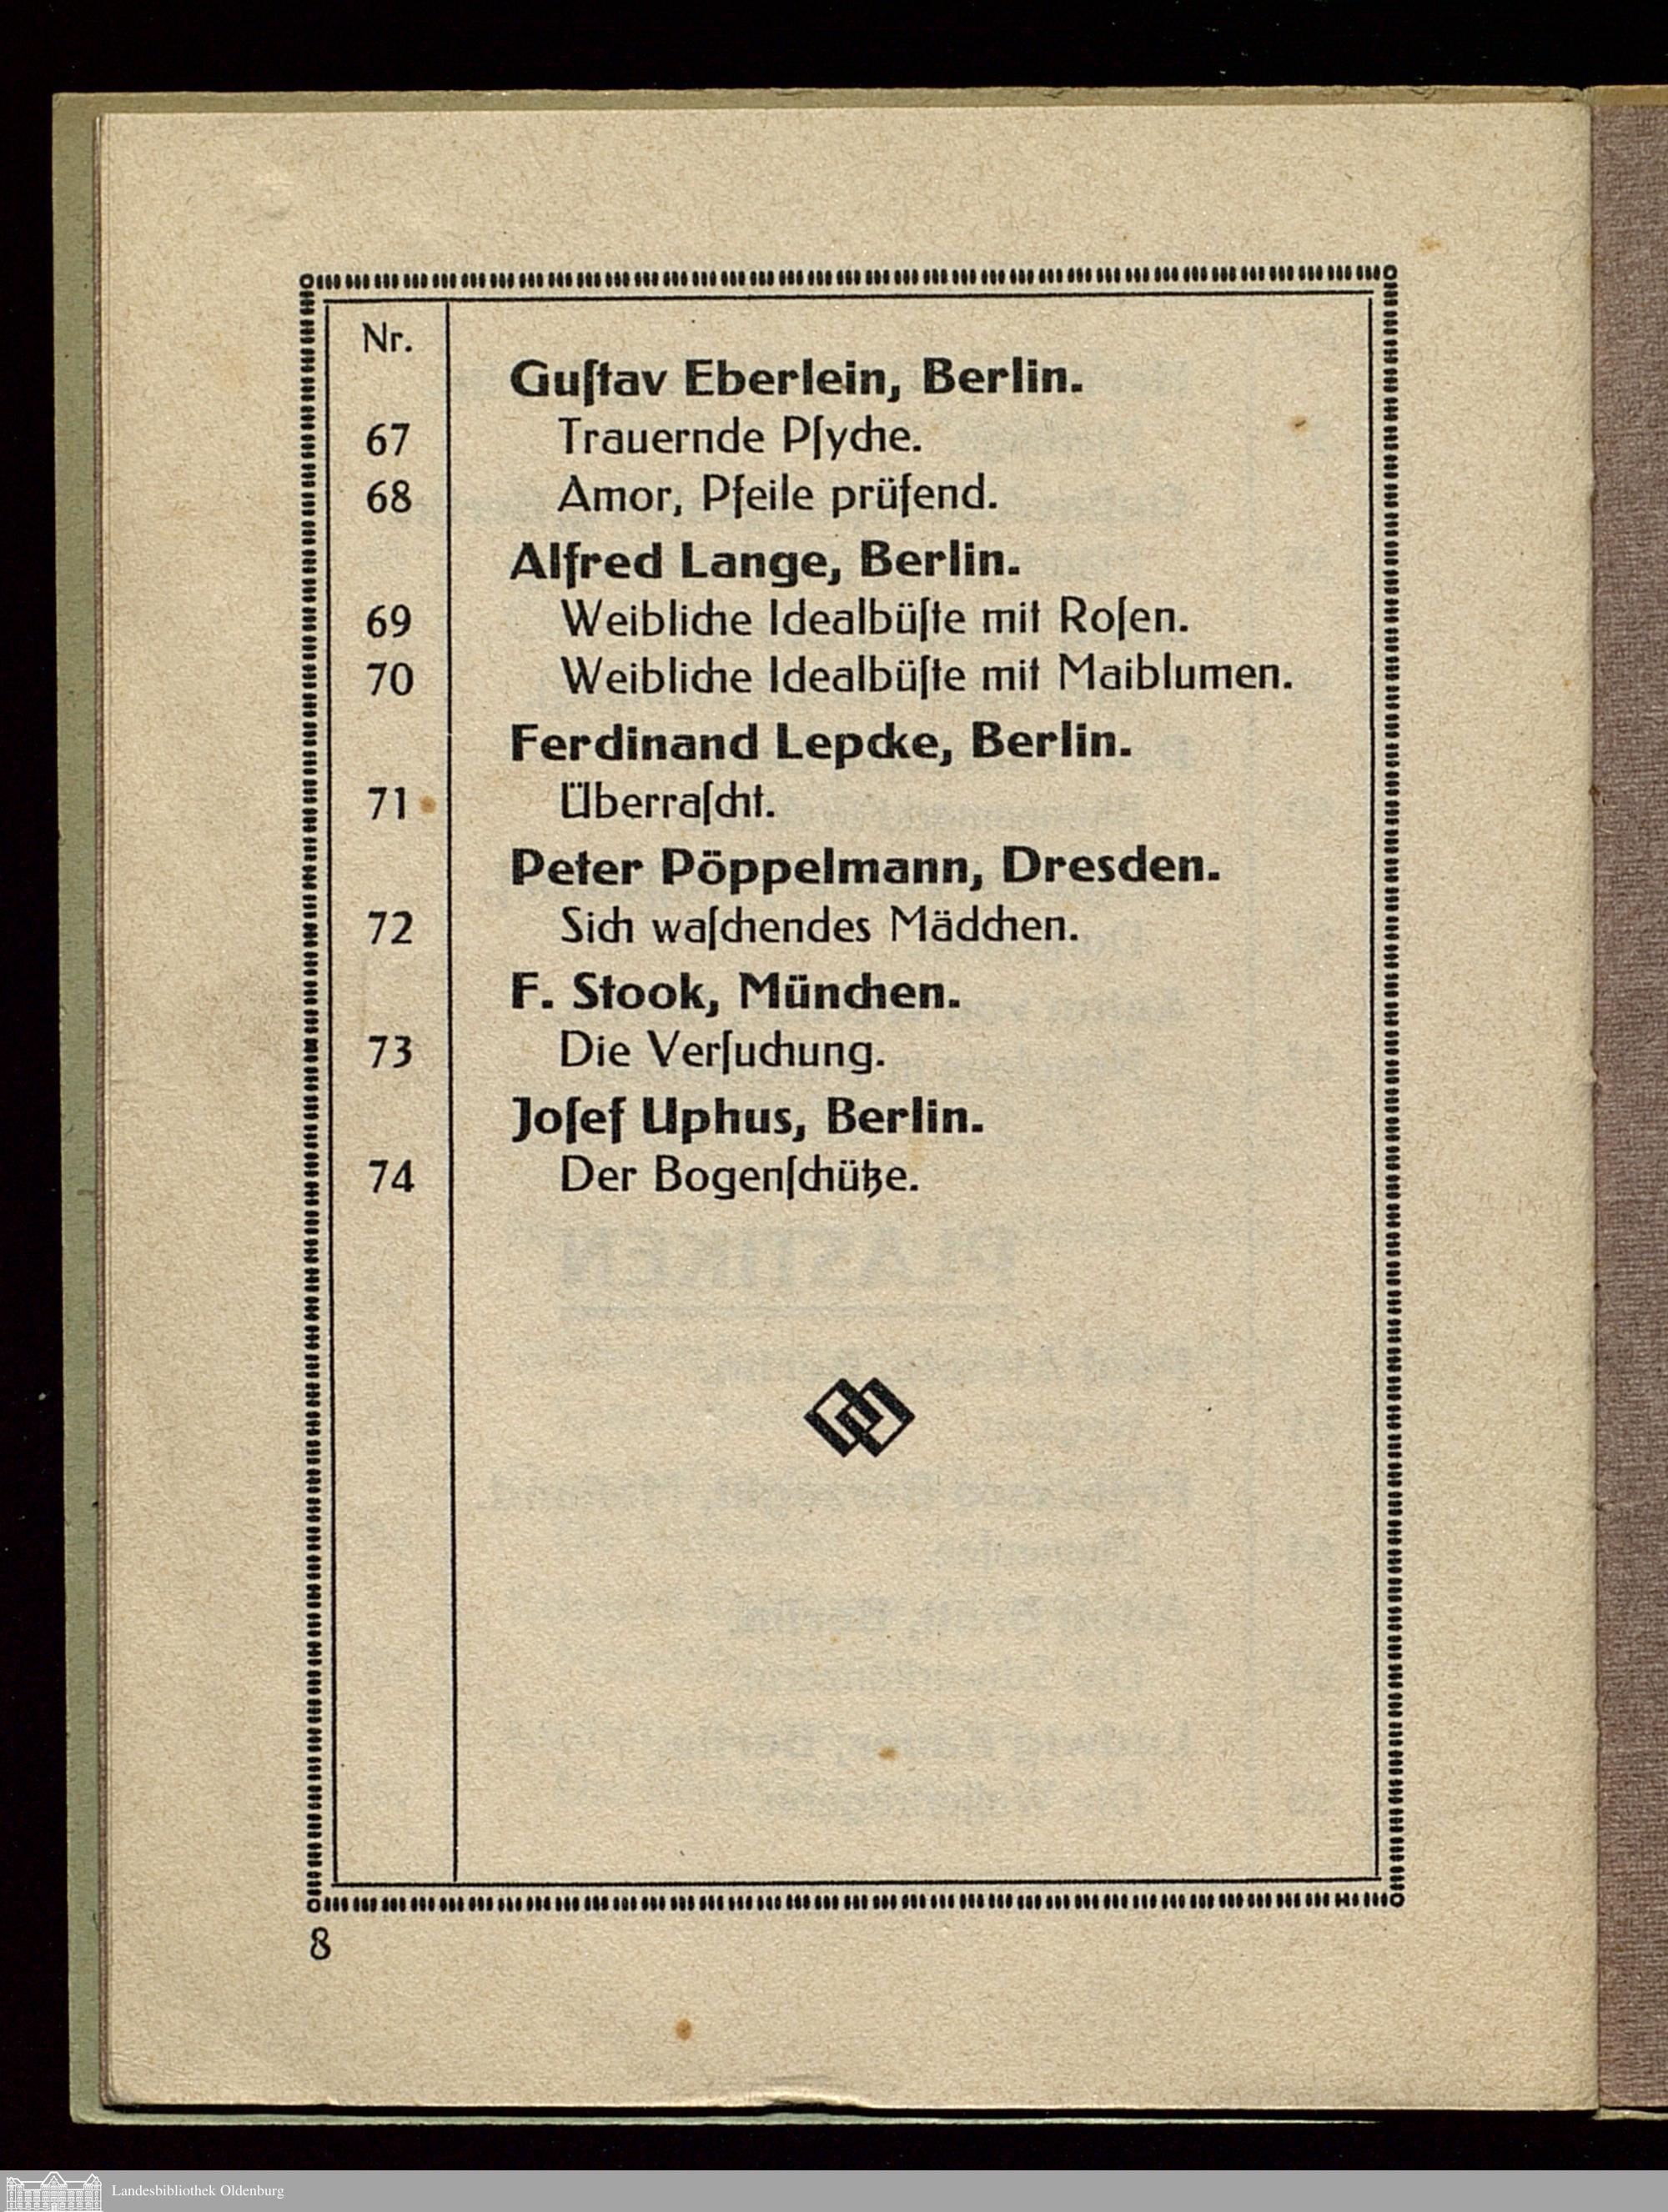 Nr.
Guſtav Eberlein, Berlin.
67 Trauernde Pſyche.
68 Amor, Pfeile prüfend.
Alfred Lange, Berlin.
69 Weibliche Idealbüſte mit Roſen.
70 Weibliche Idealbüſte mit Maiblumen.
Ferdinand Lepcke, Berlin.
71 Überraſcht.
Peter Pöppelmann, Dresden.
72 Sich waſchendes Mädchen.
F. Stook, München.
73 Die Verſuchung.
Joſef Uphus, Berlin.
74 Der Bogenſchütze.
8
Landesbibliothek Oldenburg